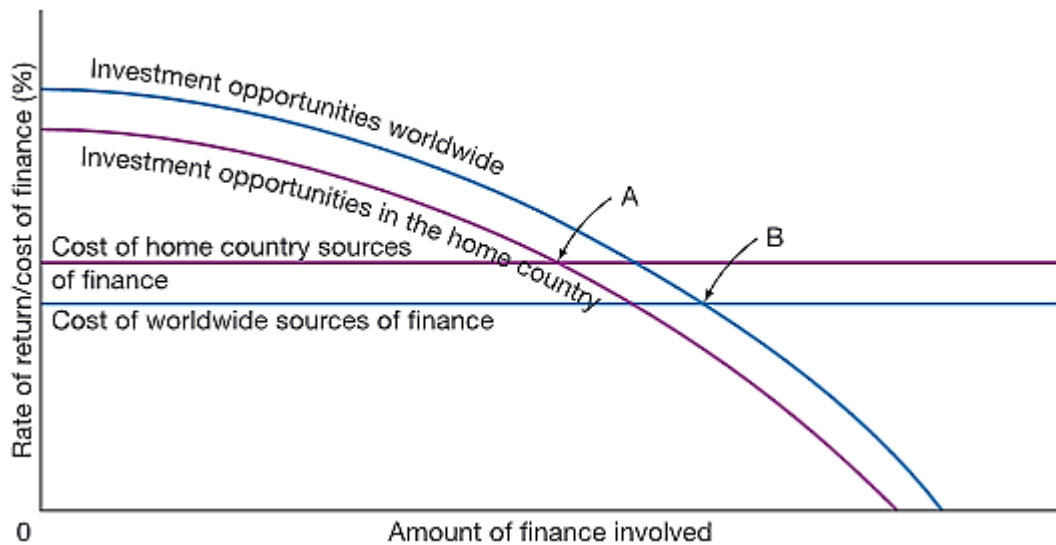 Rate of return/cost of finance (%)
Investment opportunities worldwide
Investment opportunities in the home country
A
B
Cost of home country sources
of finance
Cost of worldwide sources of finance
0
Amount of finance involved